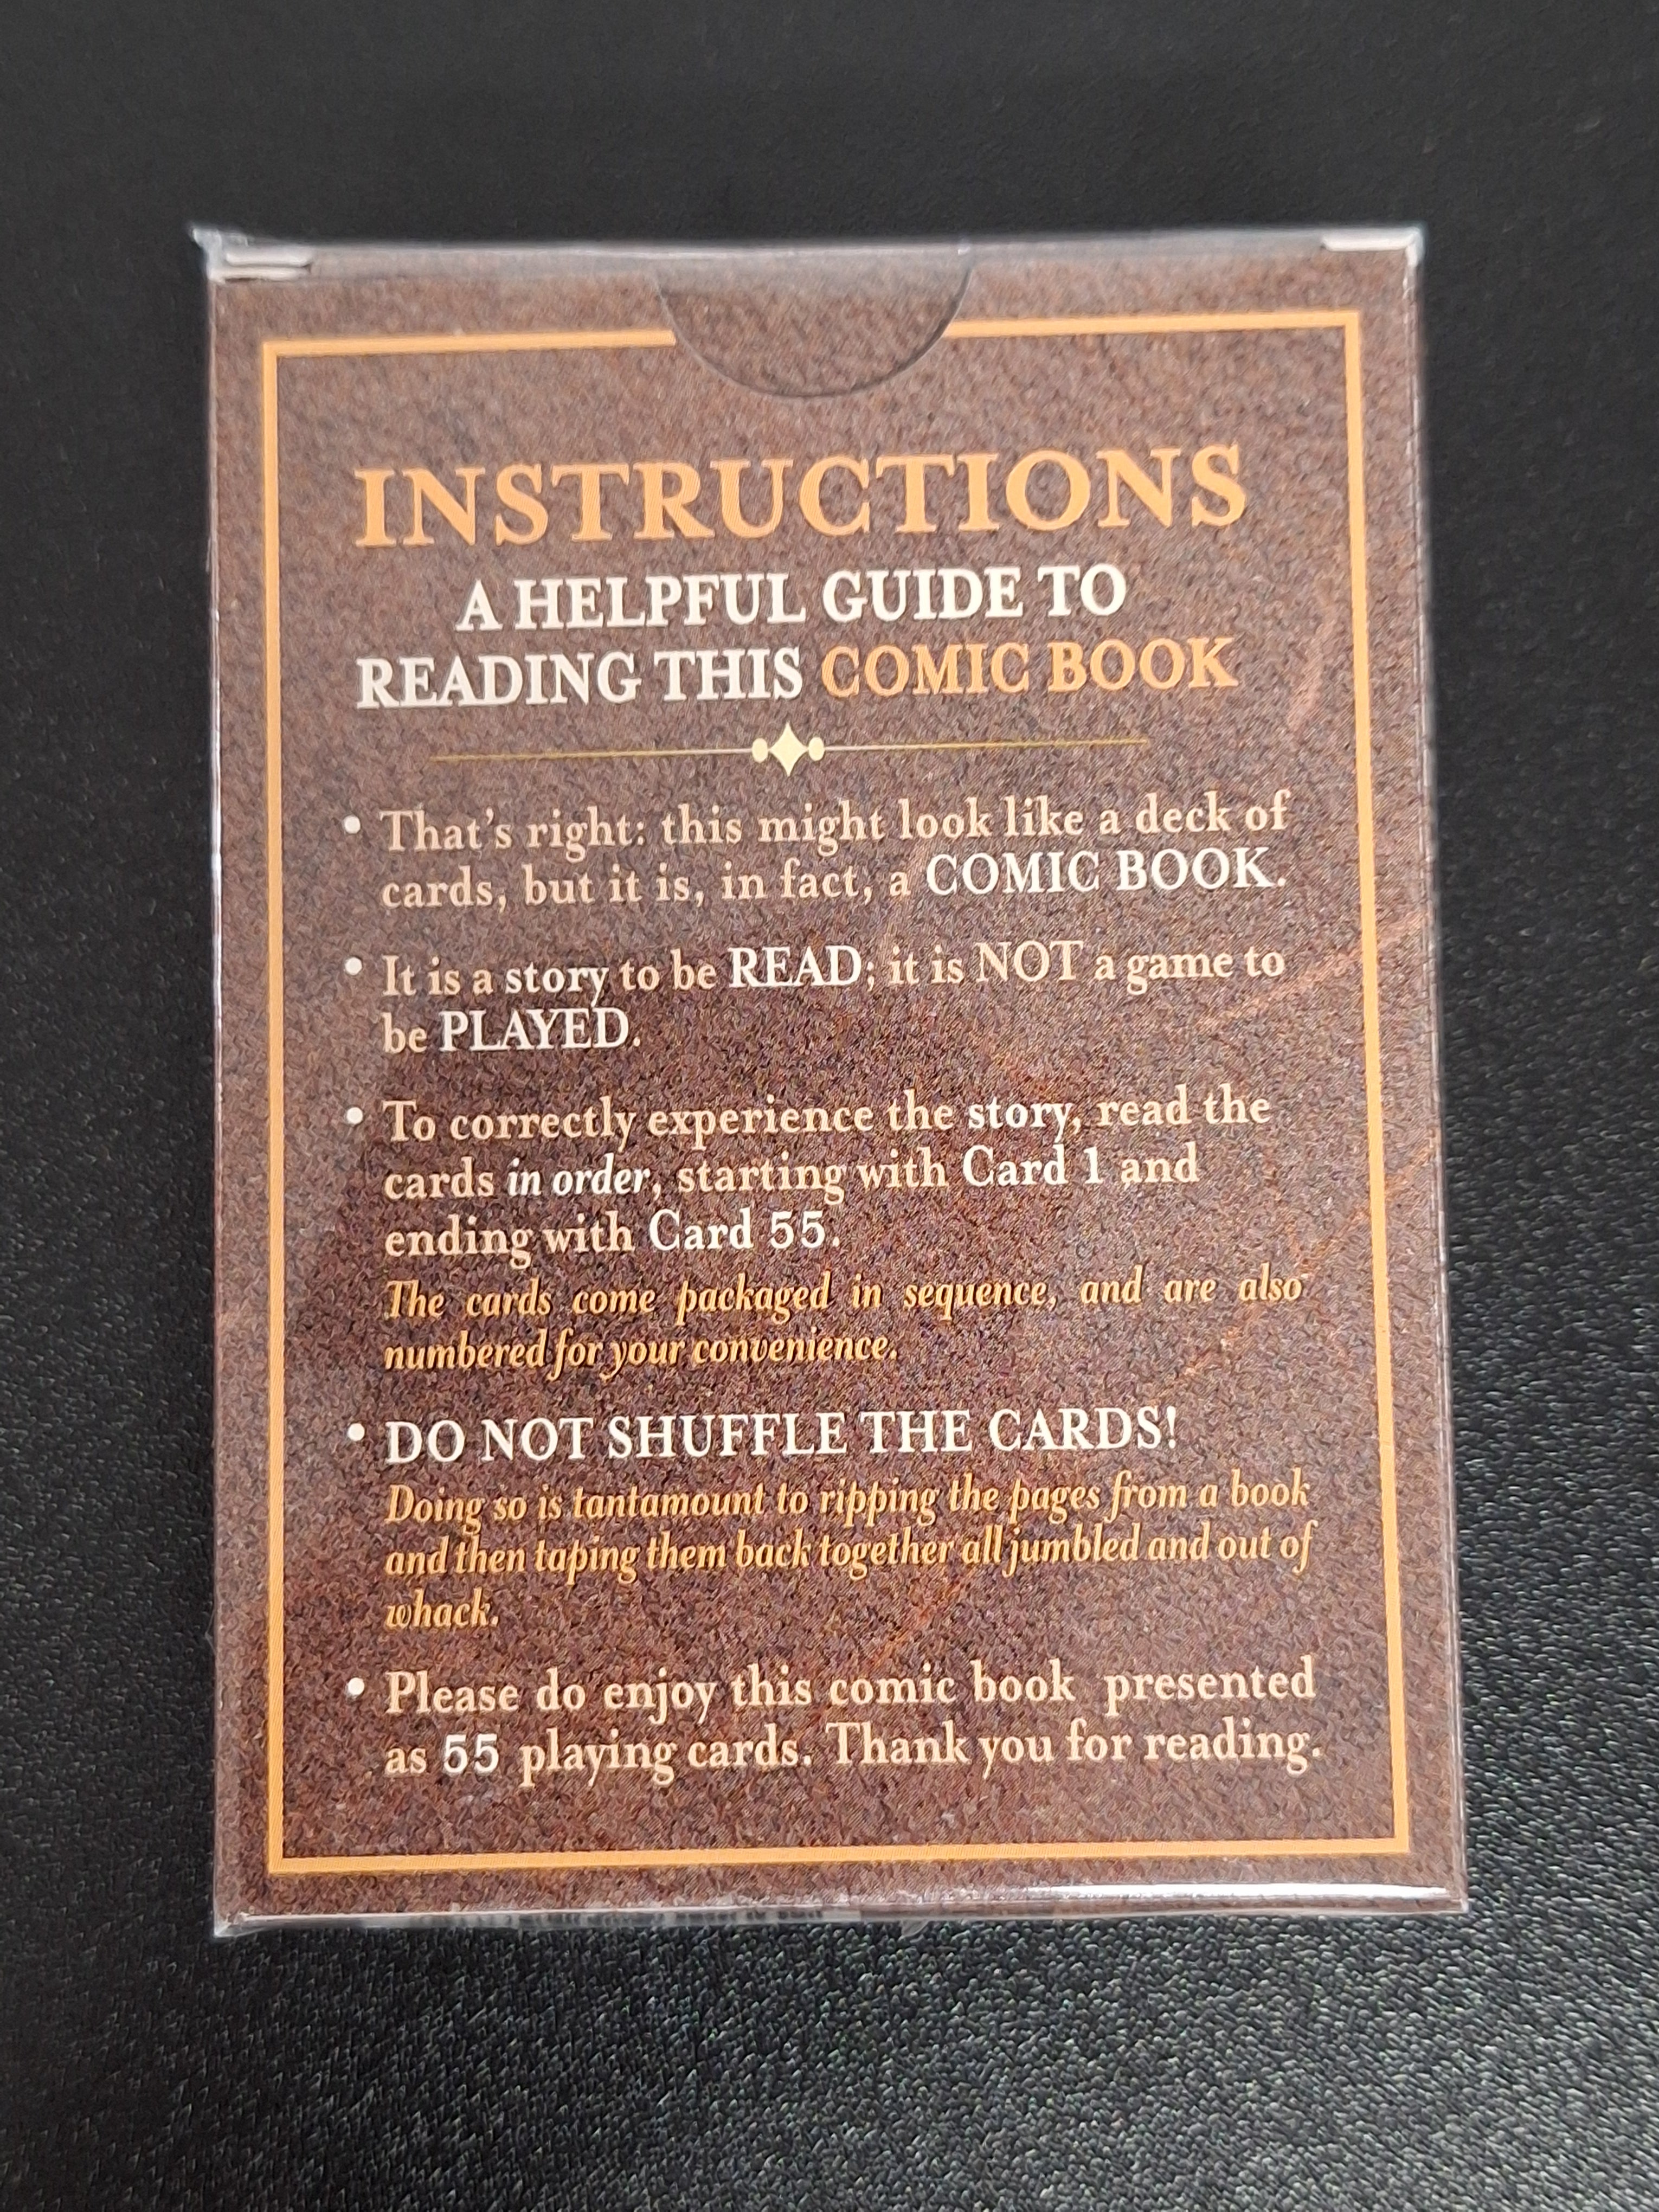 INSTRUCTIONS
A HELPFUL GUIDE TO
READING THIS COMIC BOOK
• That's right: this might look like a deck of
cards, but it is, in fact, a COMIC BOOK.
• It is a story to be READ; it is NOT a game to
be PLAYED.
• To correctly experience the story, read the
cards in order, starting with Card 1 and
ending with Card 55.
The cards come packaged in sequence, and are also
numbered for your convenience.
• DO NOT SHUFFLE THE CARDS!
Doing so is tantamount to ripping the pages from a book
and then taping them back together all jumbled and out of
whack.
• Please do enjoy this comic book presented
as 55 playing cards. Thank you for reading.